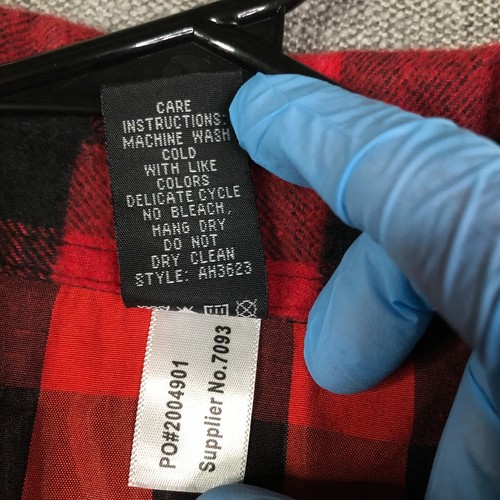 CARE
INSTRUCTIONS:
MACHINE WASH
COLD
WITH LIKE
COLORS
DELICATE CYCLE
NO BLEACH,
HANG DRY
DO NOT
DRY CLEAN
STYLE: AH3623
PO#2004901
Supplier No.7093